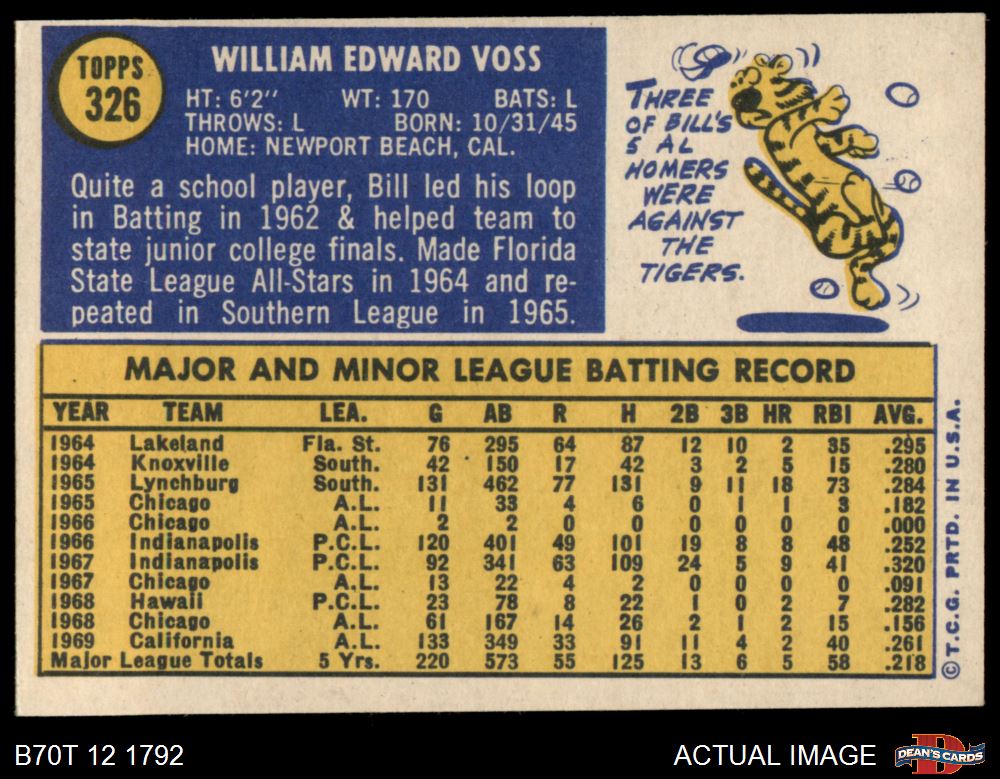 TOPPS
326
WILLIAM EDWARD VOSS
HT: 6'2" WT: 170 BATS: L
THROWS: L BORN: 10/31/45
HOME: NEWPORT BEACH, CAL.
Quite a school player, Bill led his loop
in Batting in 1962 & helped team to
state junior college finals. Made Florida
State League All-Stars in 1964 and re-
peated in Southern League in 1965.
THREE
OF BILL'S
5 AL
HOMERS
WERE
AGAINST
THE
TIGERS.
MAJOR AND MINOR LEAGUE BATTING RECORD
YEAR TEAM LEA. G AB R H 2B 3B HR RBI AVG.
1964 Lakeland Fla. St. 76 295 64 87 12 10 2 35 .295
1964 Knoxville South. 42 150 17 42 3 2 5 15 .280
1965 Lynchburg South. 131 462 77 131 9 11 18 73 .284
1965 Chicago A.L. 11 33 4 6 0 1 1 3 .182
1966 Chicago A.L. 2 2 0 0 0 0 0 0 .000
1966 Indianapolis P.C.L. 120 401 49 101 19 8 8 48 .252
1967 Indianapolis P.C.L. 92 341 63 109 24 5 9 41 .320
1967 Chicago A.L. 13 22 4 2 0 0 0 0 .091
1968 Hawaii P.C.L. 23 78 8 22 1 0 2 7 .282
1968 Chicago A.L. 61 167 14 26 2 1 2 15 .156
1969 California A.L. 133 349 33 91 11 4 2 40 .261
Major League Totals 5 Yrs. 220 573 55 125 13 6 5 58 .218
© T.C.G. PRTD. IN U.S.A.
B70T 12 1792
ACTUAL IMAGE
DEAN'S CARDS